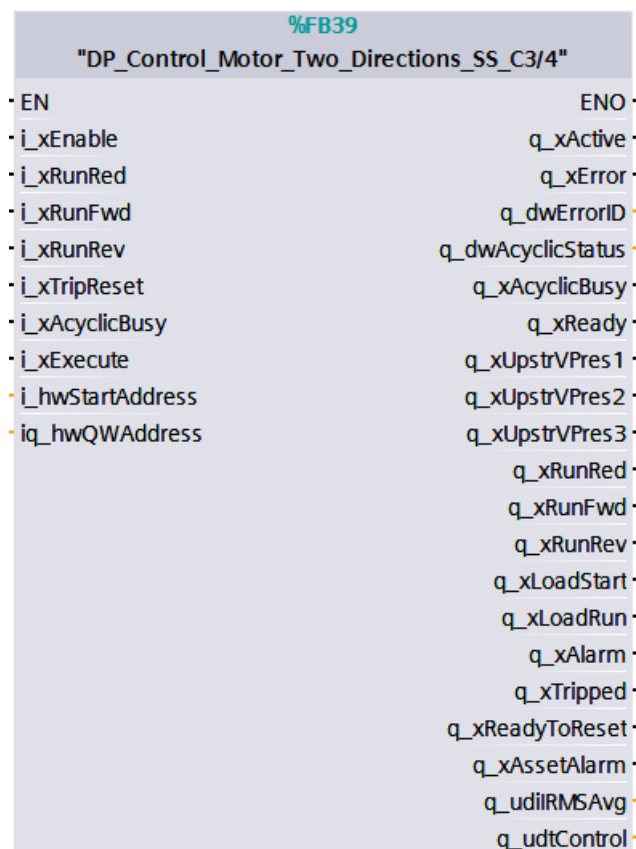 %FB39
"DP_Control_Motor_Two_Directions_SS_C3/4"
EN ENO
i_xEnable q_xActive
i_xRunRed q_xError
i_xRunFwd q_dwErrorID
i_xRunRev q_dwAcyclicStatus
i_xTripReset q_xAcyclicBusy
i_xAcyclicBusy q_xReady
i_xExecute q_xUpstrVPres1
i_hwStartAddress q_xUpstrVPres2
iq_hwQWAddress q_xUpstrVPres3
q_xRunRed
q_xRunFwd
q_xRunRev
q_xLoadStart
q_xLoadRun
q_xAlarm
q_xTripped
q_xReadyToReset
q_xAssetAlarm
q_udiIRMSAvg
q_udtControl